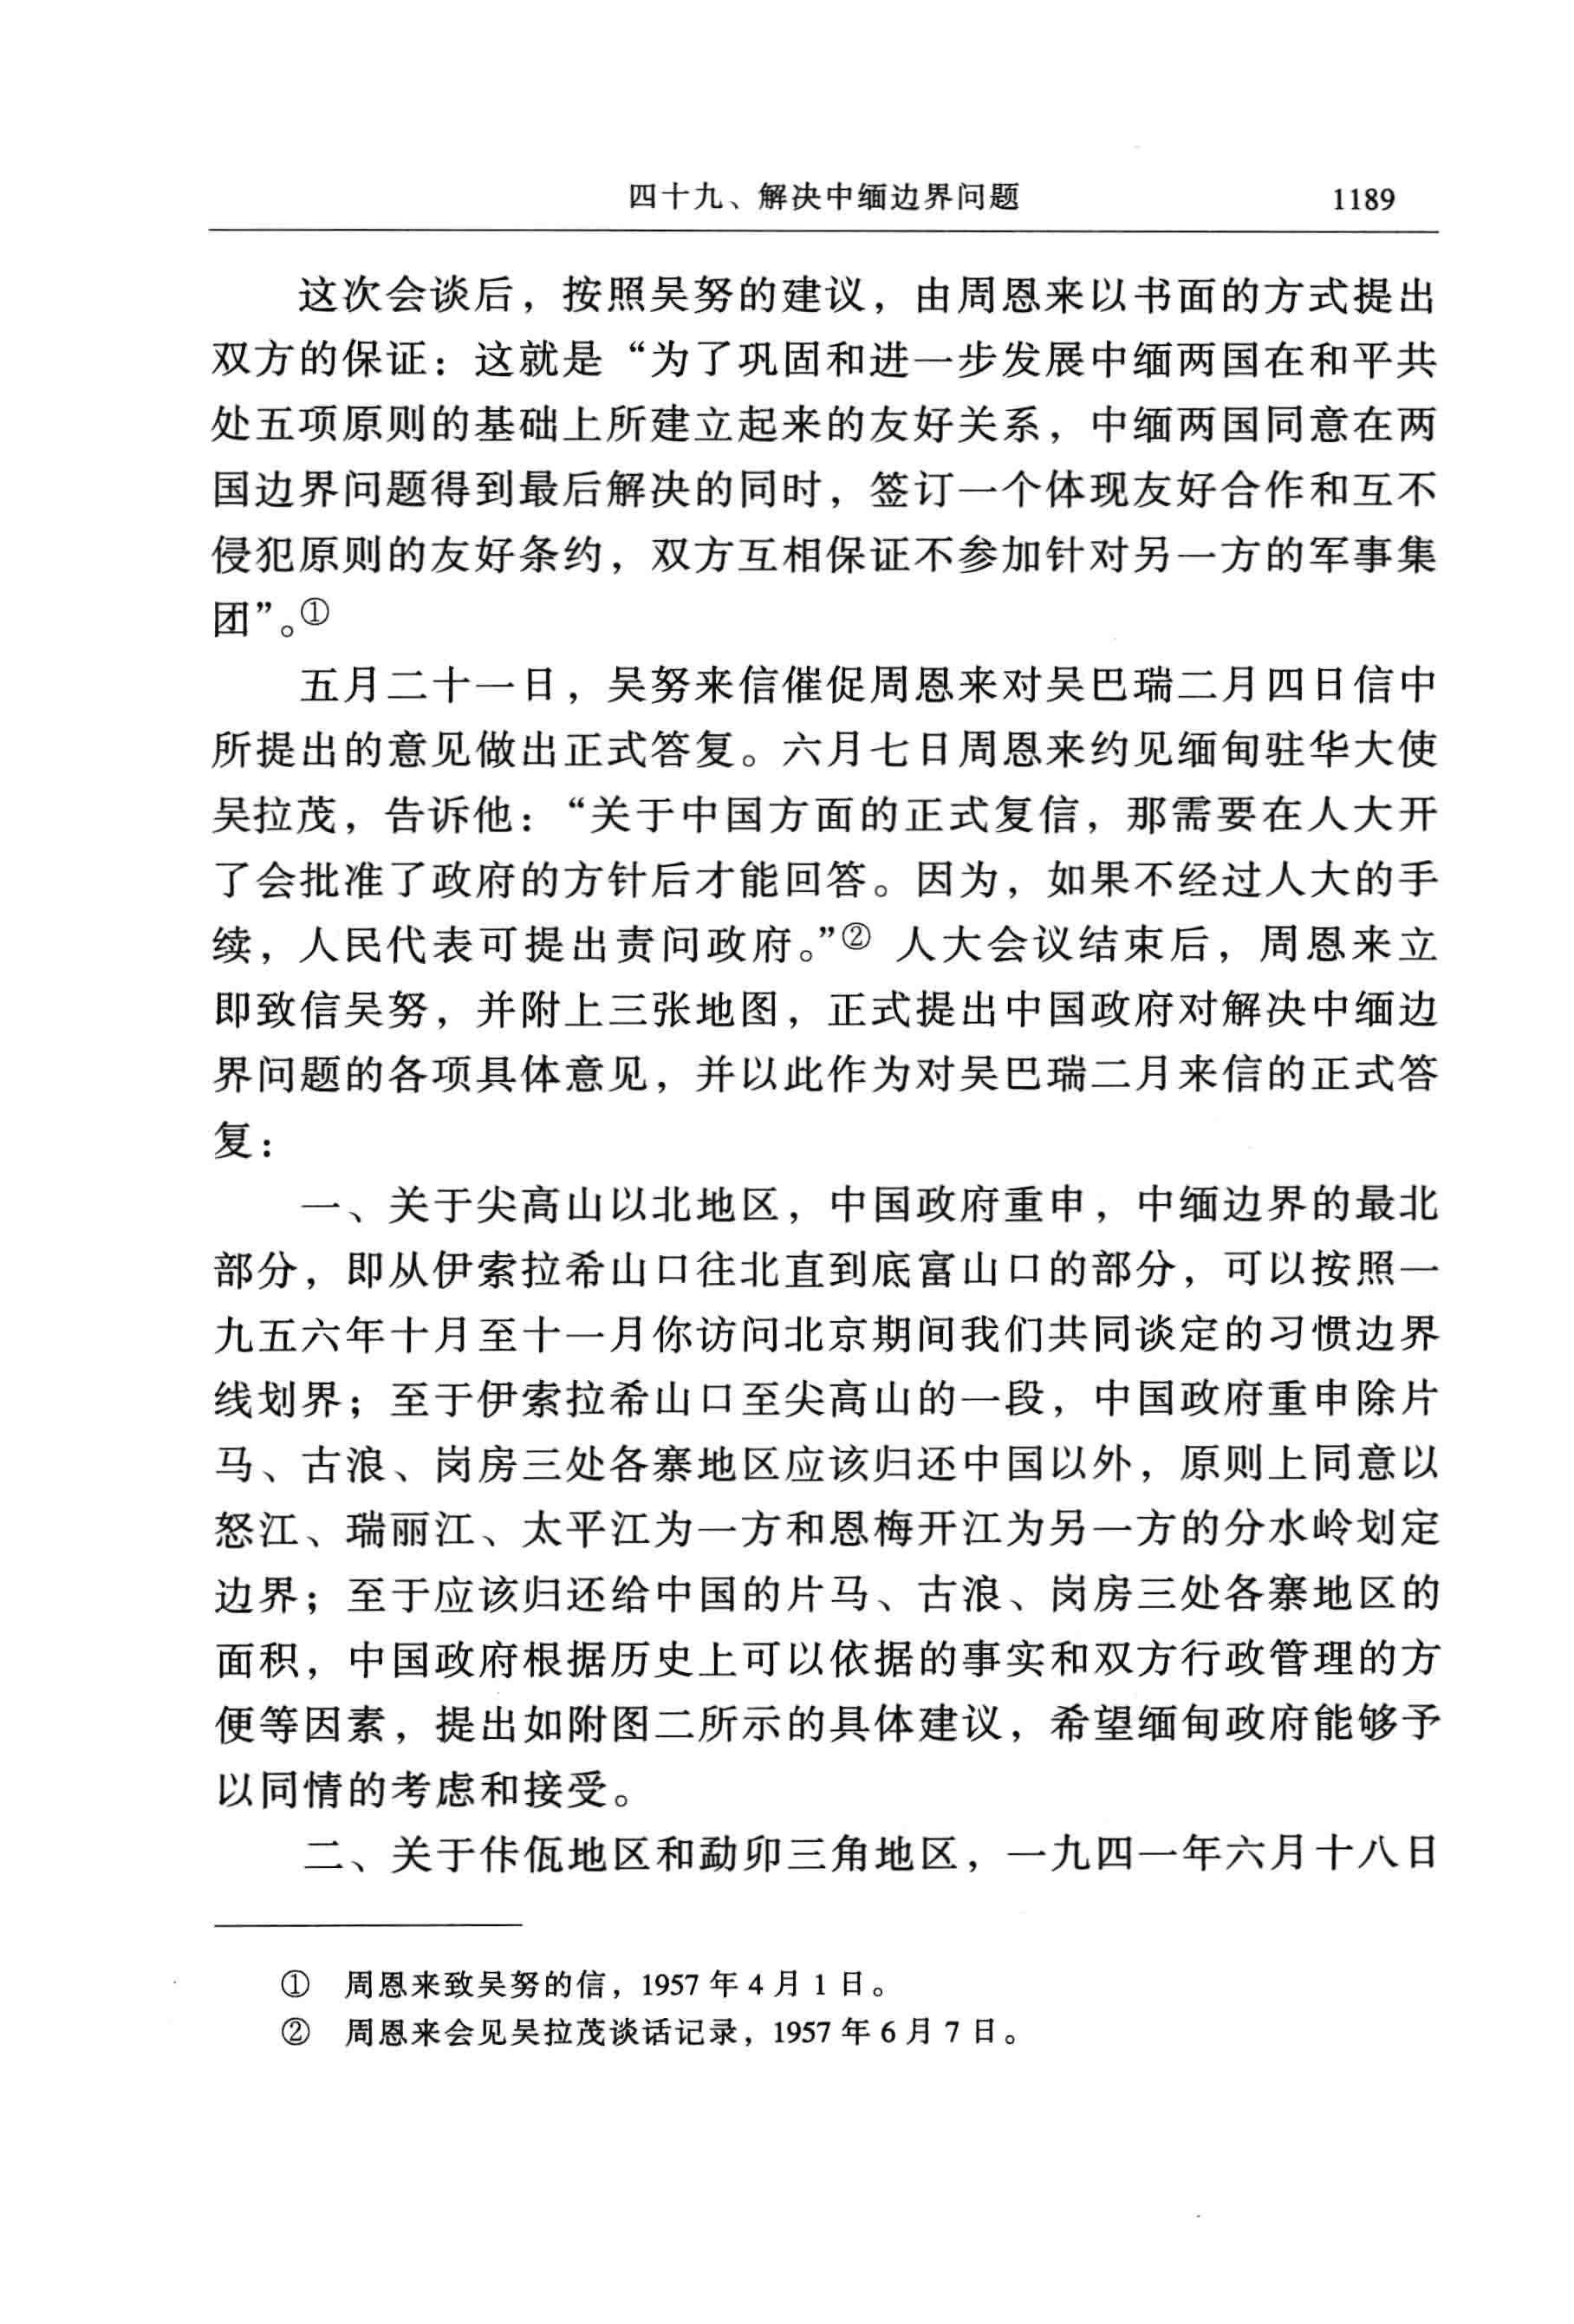 四十九、解决中缅边界问题 1189
这次会谈后，按照吴努的建议，由周恩来以书面的方式提出
双方的保证：这就是“为了巩固和进一步发展中缅两国在和平共
处五项原则的基础上所建立起来的友好关系，中缅两国同意在两
国边界问题得到最后解决的同时，签订一个体现友好合作和互不
侵犯原则的友好条约，双方互相保证不参加针对另一方的军事集
团”。①
五月二十一日，吴努来信催促周恩来对吴巴瑞二月四日信中
所提出的意见做出正式答复。六月七日周恩来约见缅甸驻华大使
吴拉茂，告诉他：“关于中国方面的正式复信，那需要在人大开
了会批准了政府的方针后才能回答。因为，如果不经过人大的手
续，人民代表可提出责问政府。”② 人大会议结束后，周恩来立
即致信吴努，并附上三张地图，正式提出中国政府对解决中缅边
界问题的各项具体意见，并以此作为对吴巴瑞二月来信的正式答
复：
一、关于尖高山以北地区，中国政府重申，中缅边界的最北
部分，即从伊索拉希山口往北直到底富山口的部分，可以按照一
九五六年十月至十一月你访问北京期间我们共同谈定的习惯边界
线划界；至于伊索拉希山口至尖高山的一段，中国政府重申除片
马、古浪、岗房三处各寨地区应该归还中国以外，原则上同意以
怒江、瑞丽江、太平江为一方和恩梅开江为另一方的分水岭划定
边界；至于应该归还给中国的片马、古浪、岗房三处各寨地区的
面积，中国政府根据历史上可以依据的事实和双方行政管理的方
便等因素，提出如附图二所示的具体建议，希望缅甸政府能够予
以同情的考虑和接受。
二、关于佧佤地区和勐卯三角地区，一九四一年六月十八日
① 周恩来致吴努的信，1957 年 4 月 1 日。
② 周恩来会见吴拉茂谈话记录，1957 年 6 月 7 日。